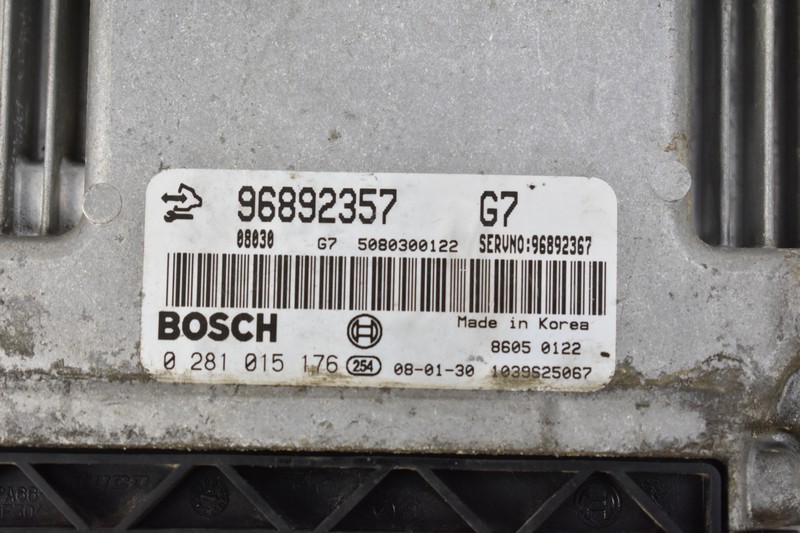 96892357 G7
08030 G7 5080300122 SERVNO:96892367
BOSCH
Made in Korea
8605 0122
0 281 015 176 254 08-01-30 1039S25067